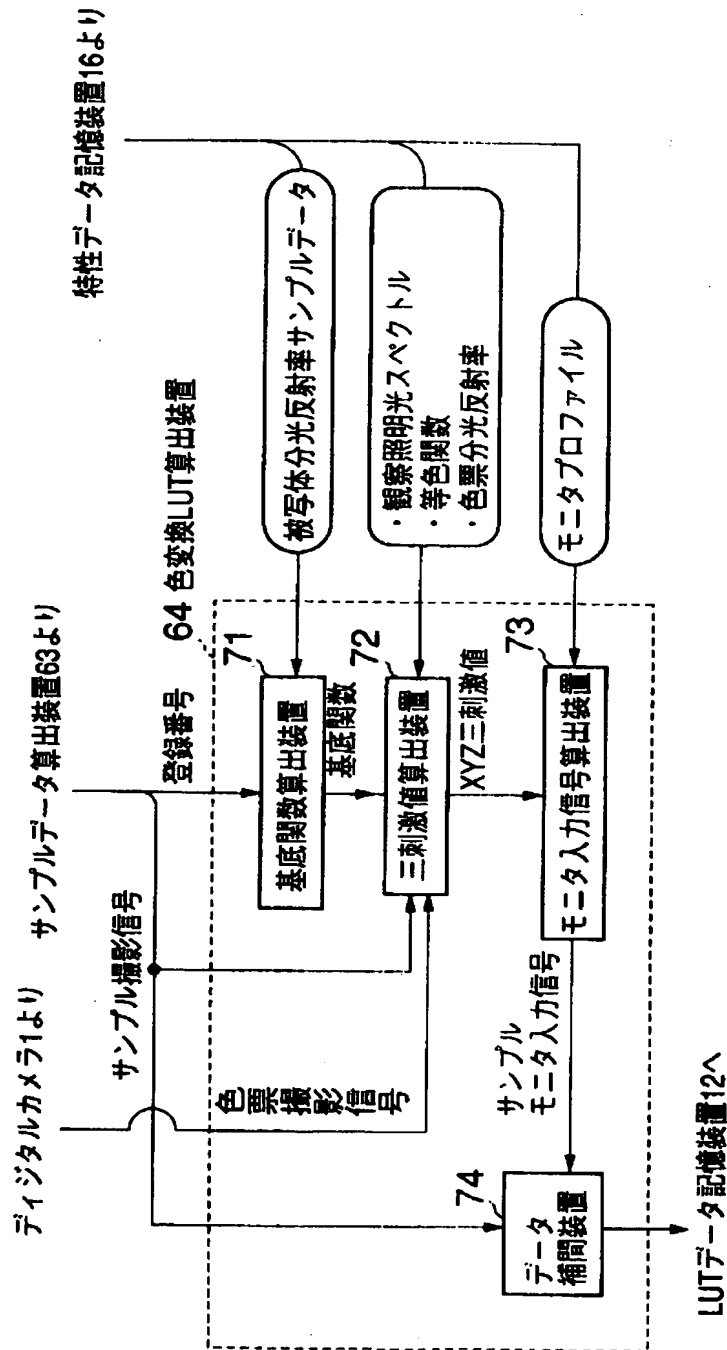 ディジタルカメラ1より
サンプルデータ算出装置63より
特性データ記憶装置16より
サンプル撮影信号
登録番号
64 色変換LUT算出装置
71
基底関数算出装置
被写体分光反射率サンプルデータ
基底関数
色票撮影信号
72
三刺激値算出装置
・観察照明光スペクトル
・等色関数
・色票分光反射率
XYZ三刺激値
73
モニタ入力信号算出装置
モニタプロファイル
サンプル
モニタ入力信号
74
データ
補間装置
LUTデータ記憶装置12へ